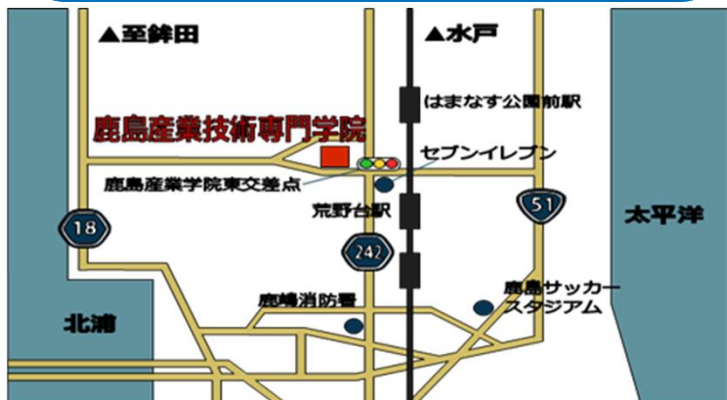 ▲至鉾田
▲水戸
はまなす公園前駅
鹿島産業技術専門学院
セブンイレブン
鹿島産業学院東交差点
荒野台駅
51
太平洋
18
242
鹿嶋消防署
鹿島サッカー
スタジアム
北浦